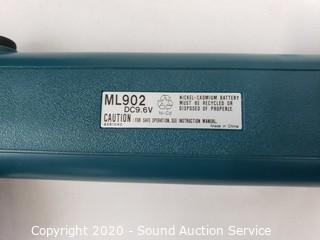 ML902
DC9.6V
Ni-Cd
NICKEL-CADMIUM BATTERY
MUST BE RECYCLED OR
DISPOSED OF PROPERLY.
CAUTION : FOR SAFE OPERATION, SEE INSTRUCTION MANUAL.
Made in China
Copyright 2020 - Sound Auction Service